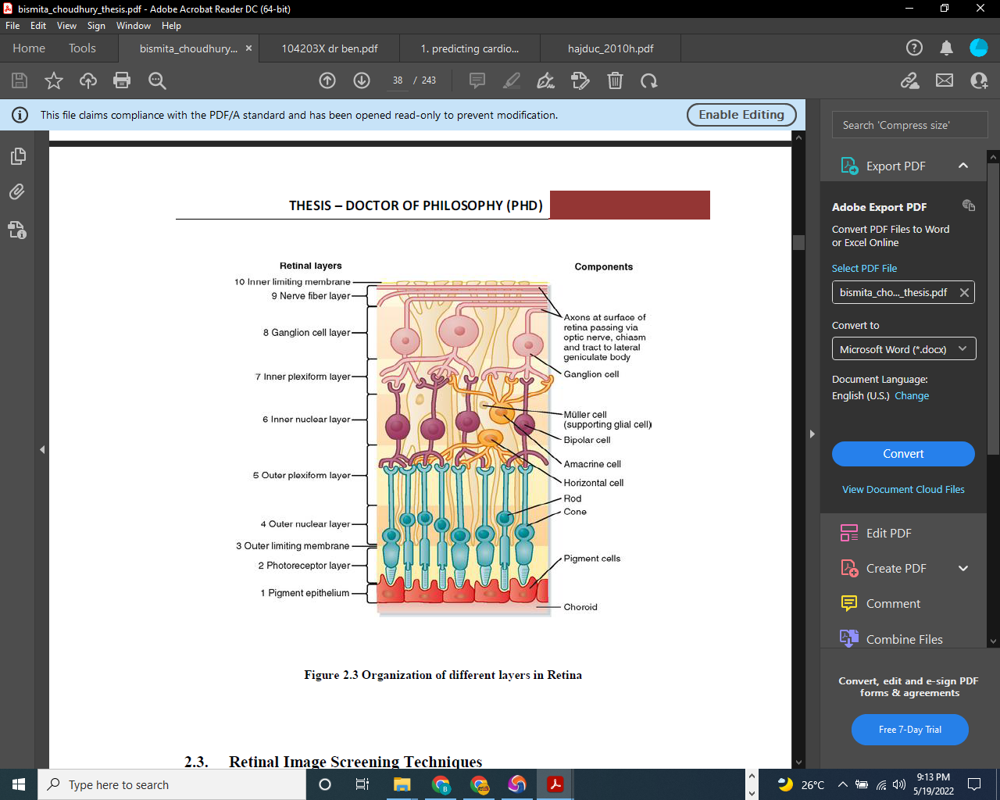 bismita_choudhury_thesis.pdf - Adobe Acrobat Reader DC (64-bit)
File Edit View Sign Window Help
Home Tools bismita_choudhury... × 104203X dr ben.pdf 1. predicting cardio... hajduc_2010h.pdf
38 / 243
This file claims compliance with the PDF/A standard and has been opened read-only to prevent modification.
Enable Editing
THESIS – DOCTOR OF PHILOSOPHY (PHD)
Retinal layers
10 Inner limiting membrane
9 Nerve fiber layer
8 Ganglion cell layer
7 Inner plexiform layer
6 Inner nuclear layer
5 Outer plexiform layer
4 Outer nuclear layer
3 Outer limiting membrane
2 Photoreceptor layer
1 Pigment epithelium
Components
Axons at surface of
retina passing via
optic nerve, chiasm
and tract to lateral
geniculate body
Ganglion cell
Müller cell
(supporting glial cell)
Bipolar cell
Amacrine cell
Horizontal cell
Rod
Cone
Pigment cells
Choroid
Figure 2.3 Organization of different layers in Retina
2.3. Retinal Image Screening Techniques
Search 'Compress size'
Export PDF
Adobe Export PDF
Convert PDF Files to Word
or Excel Online
Select PDF File
bismita_cho..._thesis.pdf
Convert to
Microsoft Word (*.docx)
Document Language:
English (U.S.) Change
Convert
View Document Cloud Files
Edit PDF
Create PDF
Comment
Combine Files
Convert, edit and e-sign PDF
forms & agreements
Free 7-Day Trial
Type here to search
26°C
9:13 PM
5/19/2022